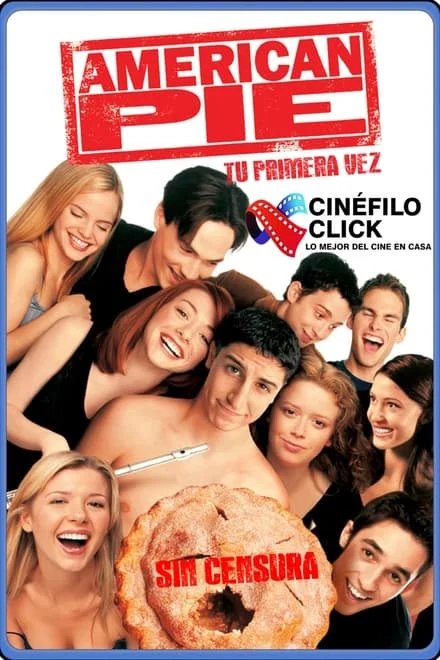 AMERICAN
PIE
TU PRIMERA VEZ
CINÉFILO
CLICK
LO MEJOR DEL CINE EN CASA
SIN CENSURA